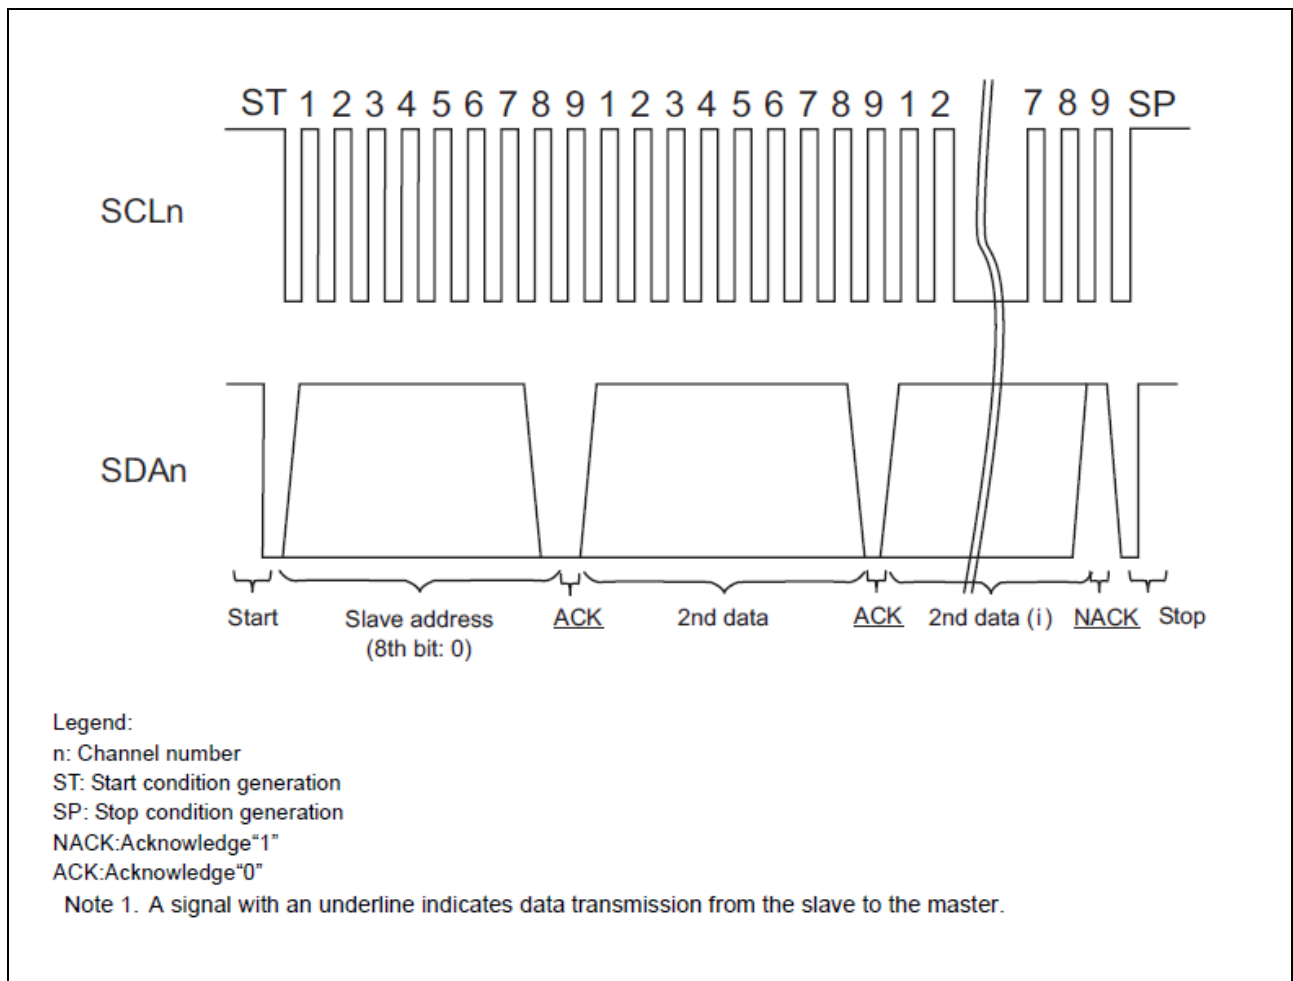 ST 1 2 3 4 5 6 7 8 9 1 2 3 4 5 6 7 8 9 1 2 7 8 9 SP
SCLn
SDAn
Start Slave address ACK 2nd data ACK 2nd data (i) NACK Stop
(8th bit: 0)
Legend:
n: Channel number
ST: Start condition generation
SP: Stop condition generation
NACK:Acknowledge“1”
ACK:Acknowledge“0”
Note 1. A signal with an underline indicates data transmission from the slave to the master.